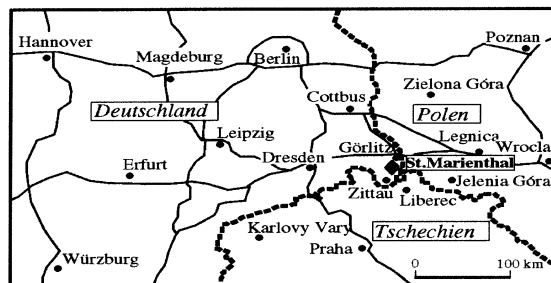 Hannover
Poznan
Magdeburg
Berlin
Zielona Góra
Cottbus
Deutschland
Polen
Leipzig
Görlitz
Legnica
Wrocla
St.Marienthal
Erfurt
Dresden
Jelenia Góra
Zittau
Liberec
Karlovy Vary
Tschechien
Praha
Würzburg
0 100 km